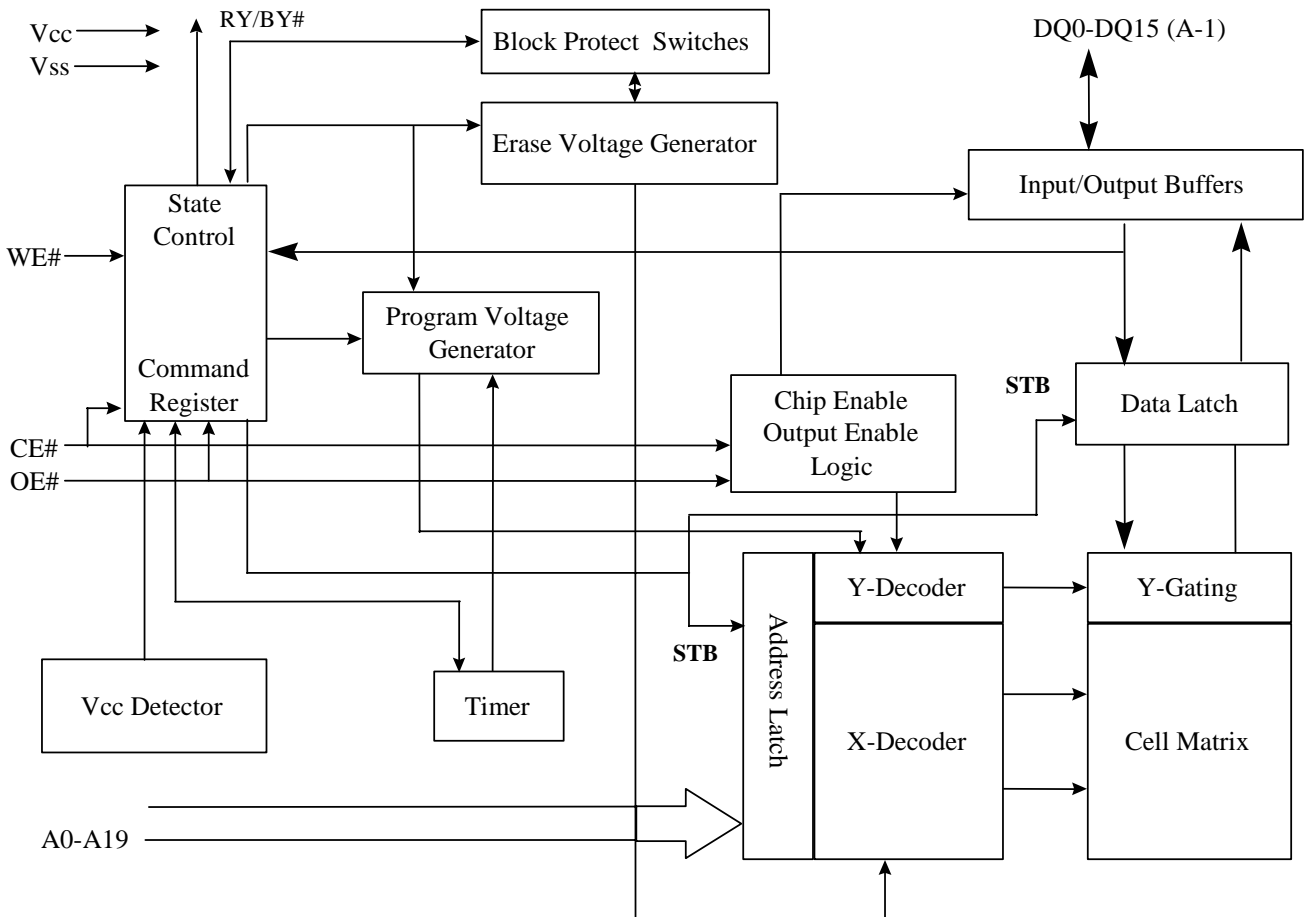 Vcc
Vss
RY/BY#
Block Protect Switches
DQ0-DQ15 (A-1)
Erase Voltage Generator
Input/Output Buffers
State
Control
WE#
Program Voltage
Generator
Command
Register
Chip Enable
Output Enable
Logic
STB
Data Latch
CE#
OE#
Address Latch
Y-Decoder
Y-Gating
STB
Vcc Detector
Timer
X-Decoder
Cell Matrix
A0-A19